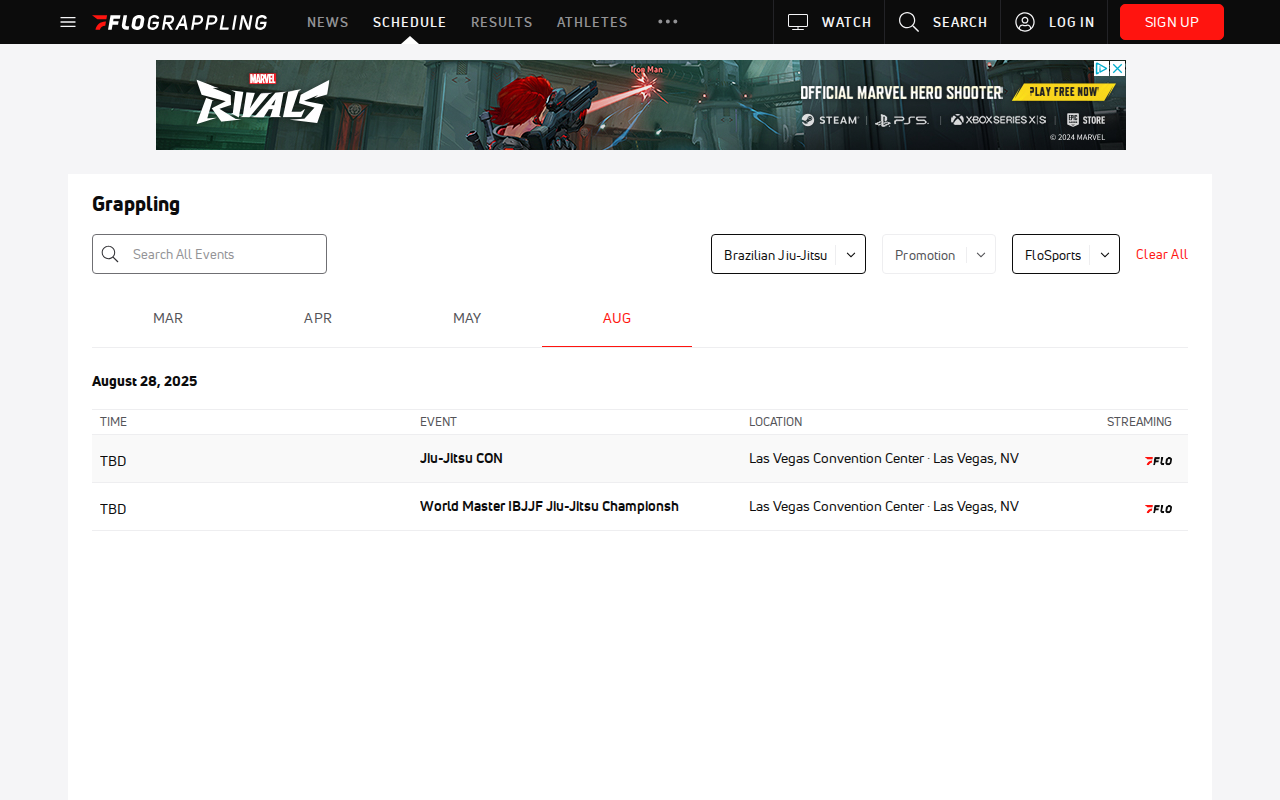 FLOGRAPPLING NEWS SCHEDULE RESULTS ATHLETES ••• WATCH SEARCH LOG IN SIGN UP
MARVEL
RIVALS
Iron Man
OFFICIAL MARVEL HERO SHOOTER
PLAY FREE NOW
STEAM PS5 XBOX SERIES X|S EPIC STORE
© 2024 MARVEL
Grappling
Search All Events Brazilian Jiu-Jitsu Promotion FloSports Clear All
MAR APR MAY AUG
August 28, 2025
TIME EVENT LOCATION STREAMING
TBD Jiu-Jitsu CON Las Vegas Convention Center · Las Vegas, NV FLO
TBD World Master IBJJF Jiu-Jitsu Championsh Las Vegas Convention Center · Las Vegas, NV FLO